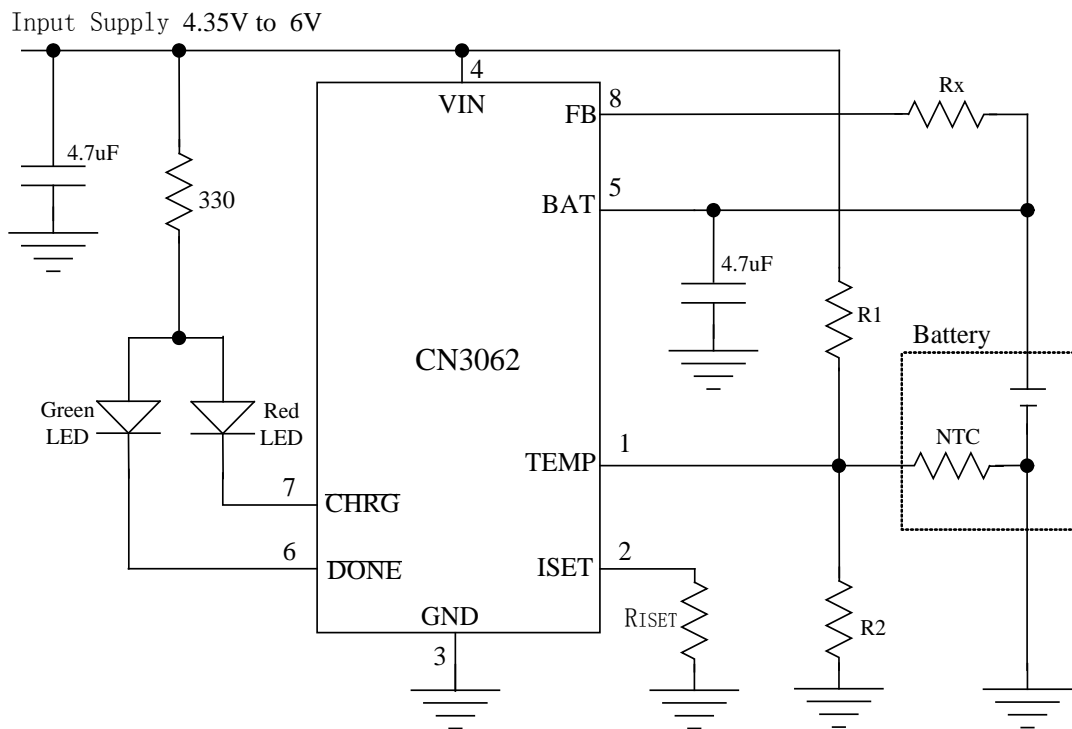 Input Supply 4.35V to 6V
4
VIN
8
FB
Rx
4.7uF
330
5
BAT
4.7uF
R1
Battery
CN3062
Green
LED
Red
LED
NTC
1
TEMP
7
CHRG
6
DONE
2
ISET
RISET
GND
3
R2